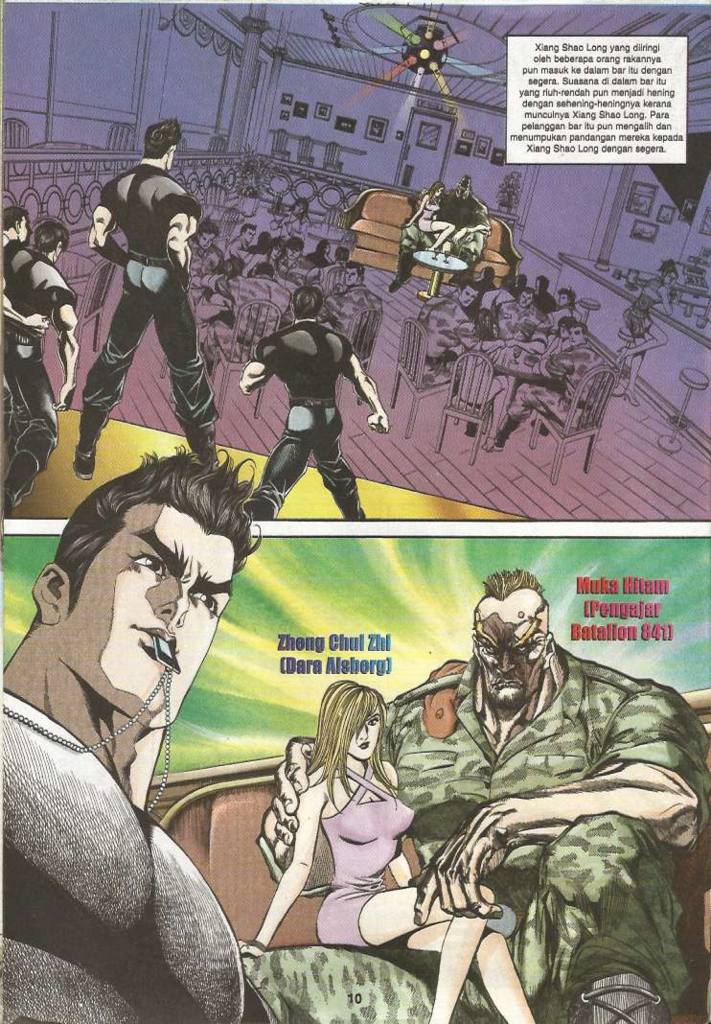 Xiang Shao Long yang diiringi
oleh beberapa orang rakannya
pun masuk ke dalam bar itu dengan
segera. Suasana di dalam bar itu
yang riuh-rendah pun menjadi hening
dengan sehening-heningnya kerana
munculnya Xiang Shao Long. Para
pelanggan bar itu pun mengalih dan
menumpukan pandangan mereka kepada
Xiang Shao Long dengan segera.
Zhong Chui Zhi
(Dara Aisberg)
Muka Hitam
(Pengajar
Batalion 841)
10